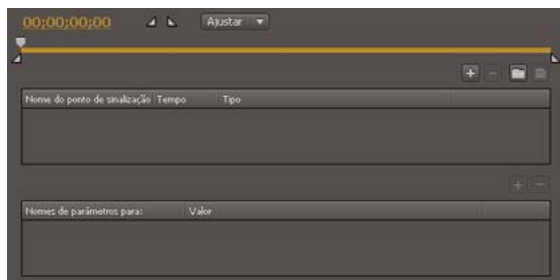 00;00;00;00 Ajustar
Nome do ponto de sinalização Tempo Tipo
Nomes de parâmetros para: Valor